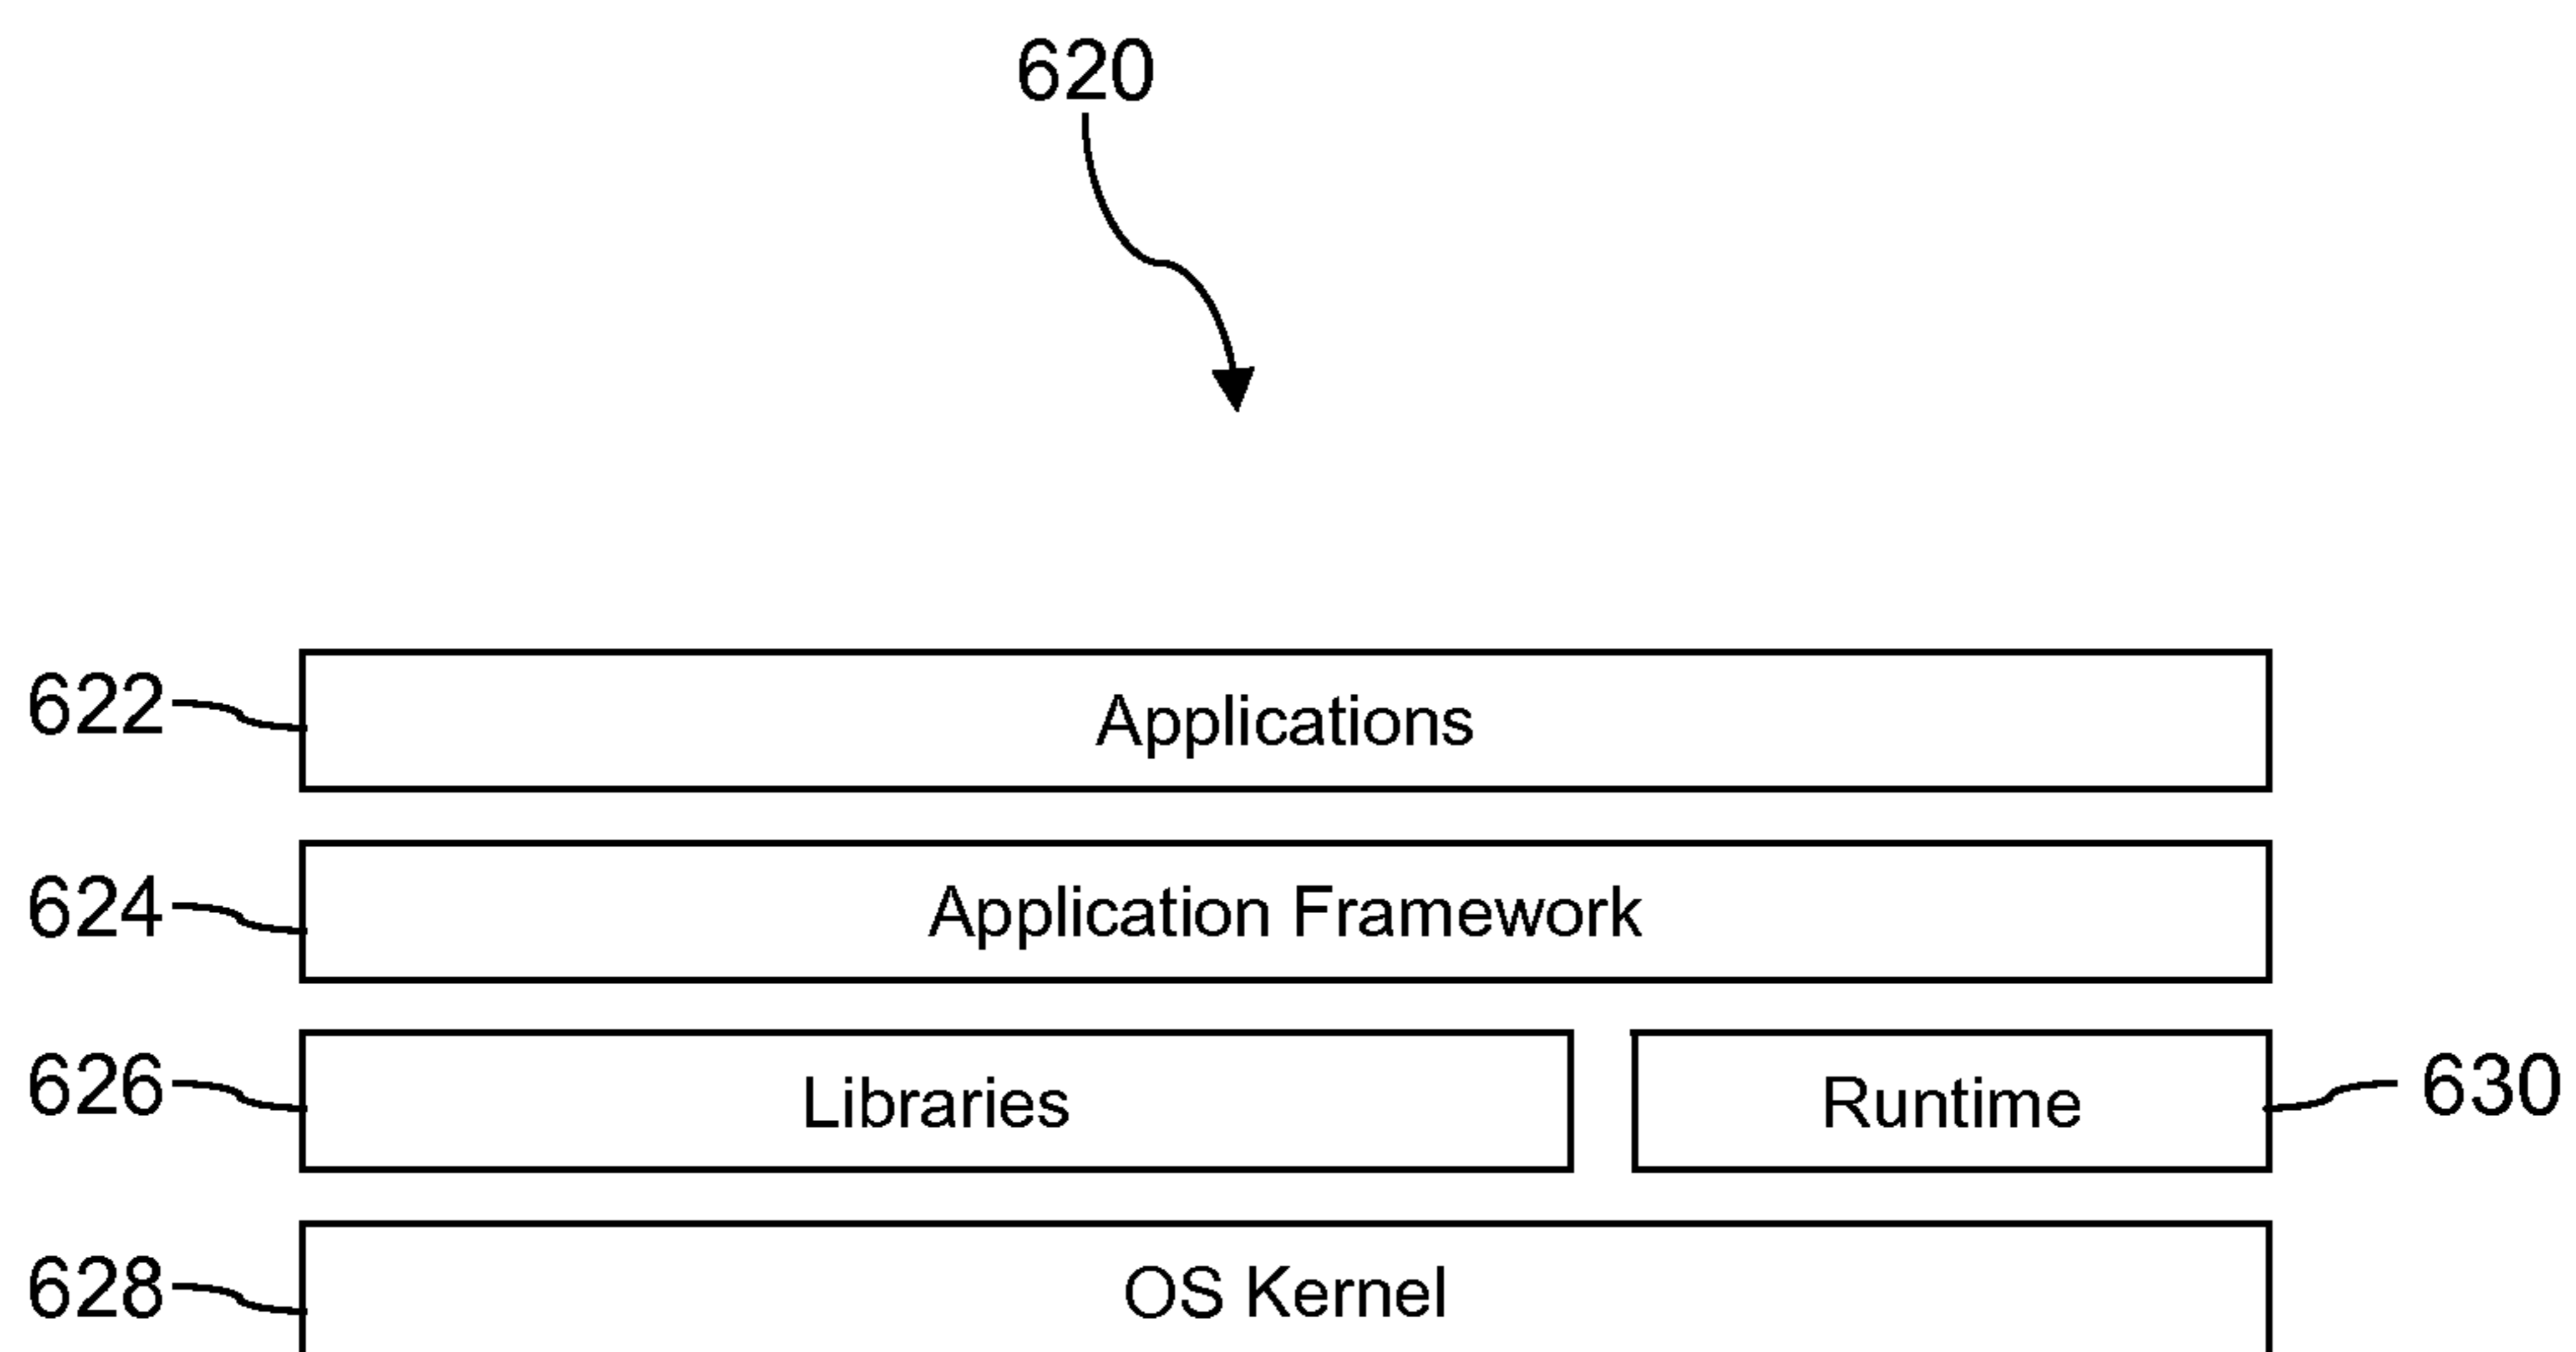 620
622 Applications
624 Application Framework
626 Libraries Runtime 630
628 OS Kernel